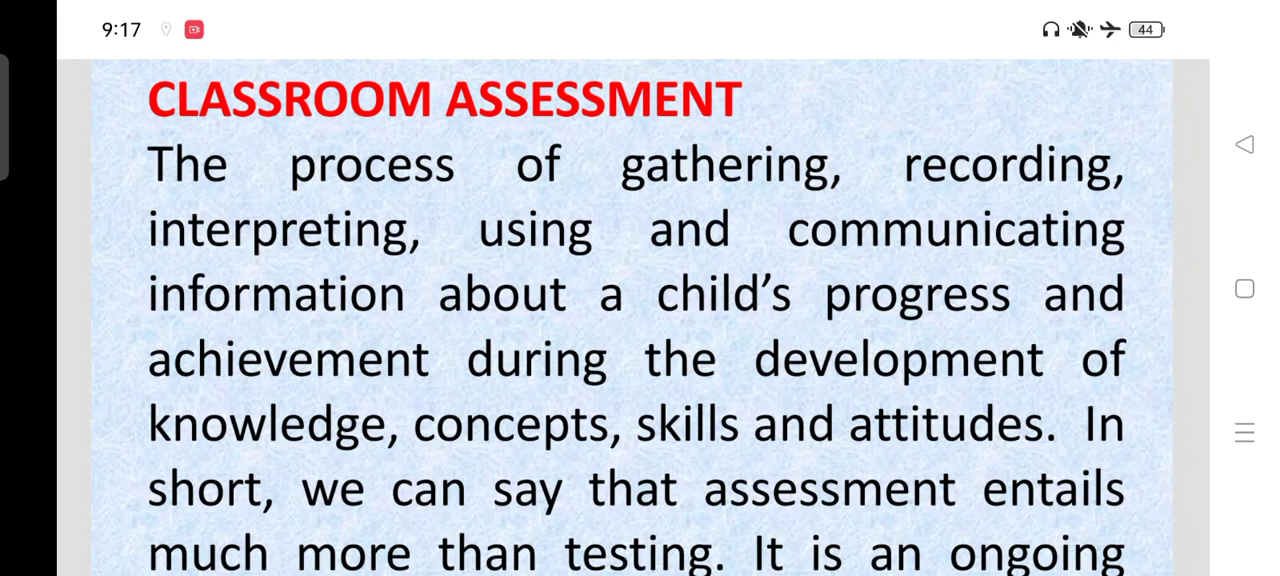 9:17
44
CLASSROOM ASSESSMENT
The process of gathering, recording,
interpreting, using and communicating
information about a child’s progress and
achievement during the development of
knowledge, concepts, skills and attitudes. In
short, we can say that assessment entails
much more than testing. It is an ongoing